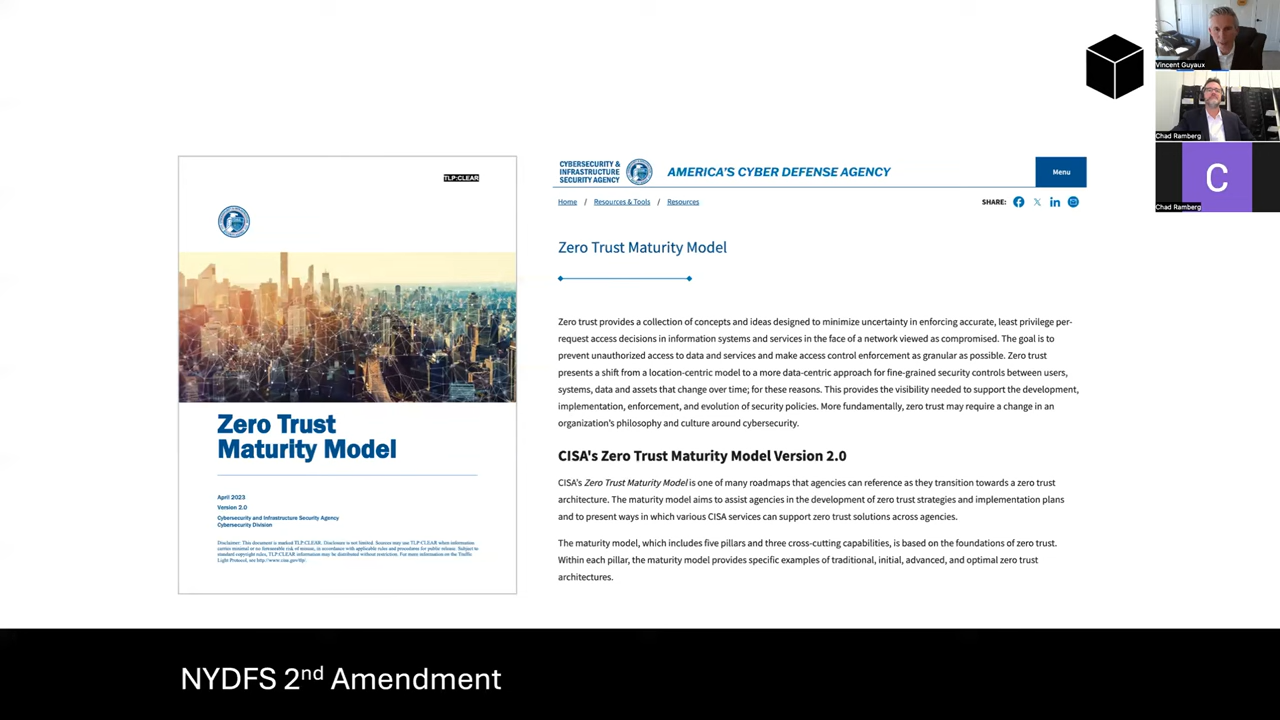 TLP:CLEAR
Zero Trust
Maturity Model
April 2023
Version 2.0
Cybersecurity and Infrastructure Security Agency
Cybersecurity Division
Disclaimer: This document is marked TLP:CLEAR. Disclosure is not limited. Sources may use TLP:CLEAR when information
carries minimal or no foreseeable risk of misuse, in accordance with applicable rules and procedures for public release. Subject to
standard copyright rules, TLP:CLEAR information may be distributed without restriction. For more information on the Traffic
Light Protocol, see http://www.cisa.gov/tlp/.
CYBERSECURITY &
INFRASTRUCTURE
SECURITY AGENCY
AMERICA'S CYBER DEFENSE AGENCY
Menu
Home / Resources & Tools / Resources
SHARE:
Zero Trust Maturity Model
Zero trust provides a collection of concepts and ideas designed to minimize uncertainty in enforcing accurate, least privilege per-
request access decisions in information systems and services in the face of a network viewed as compromised. The goal is to
prevent unauthorized access to data and services and make access control enforcement as granular as possible. Zero trust
presents a shift from a location-centric model to a more data-centric approach for fine-grained security controls between users,
systems, data and assets that change over time; for these reasons. This provides the visibility needed to support the development,
implementation, enforcement, and evolution of security policies. More fundamentally, zero trust may require a change in an
organization's philosophy and culture around cybersecurity.
CISA's Zero Trust Maturity Model Version 2.0
CISA's Zero Trust Maturity Model is one of many roadmaps that agencies can reference as they transition towards a zero trust
architecture. The maturity model aims to assist agencies in the development of zero trust strategies and implementation plans
and to present ways in which various CISA services can support zero trust solutions across agencies.
The maturity model, which includes five pillars and three cross-cutting capabilities, is based on the foundations of zero trust.
Within each pillar, the maturity model provides specific examples of traditional, initial, advanced, and optimal zero trust
architectures.
Vincent Guyaux
Chad Ramberg
C
Chad Ramberg
NYDFS 2nd Amendment